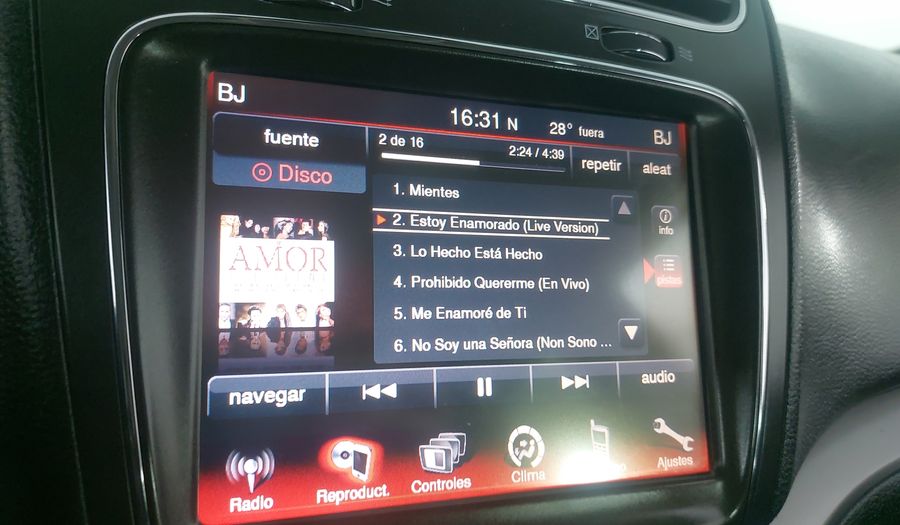 BJ
16:31 N
28° fuera
BJ
fuente
Disco
2 de 16
2:24 / 4:39
repetir
aleat
1. Mientes
2. Estoy Enamorado (Live Version)
3. Lo Hecho Está Hecho
4. Prohibido Quererme (En Vivo)
5. Me Enamoré de Ti
6. No Soy una Señora (Non Sono ...
info
pistas
AMOR
navegar
audio
Radio
Reproduct.
Controles
Clima
Ajustes